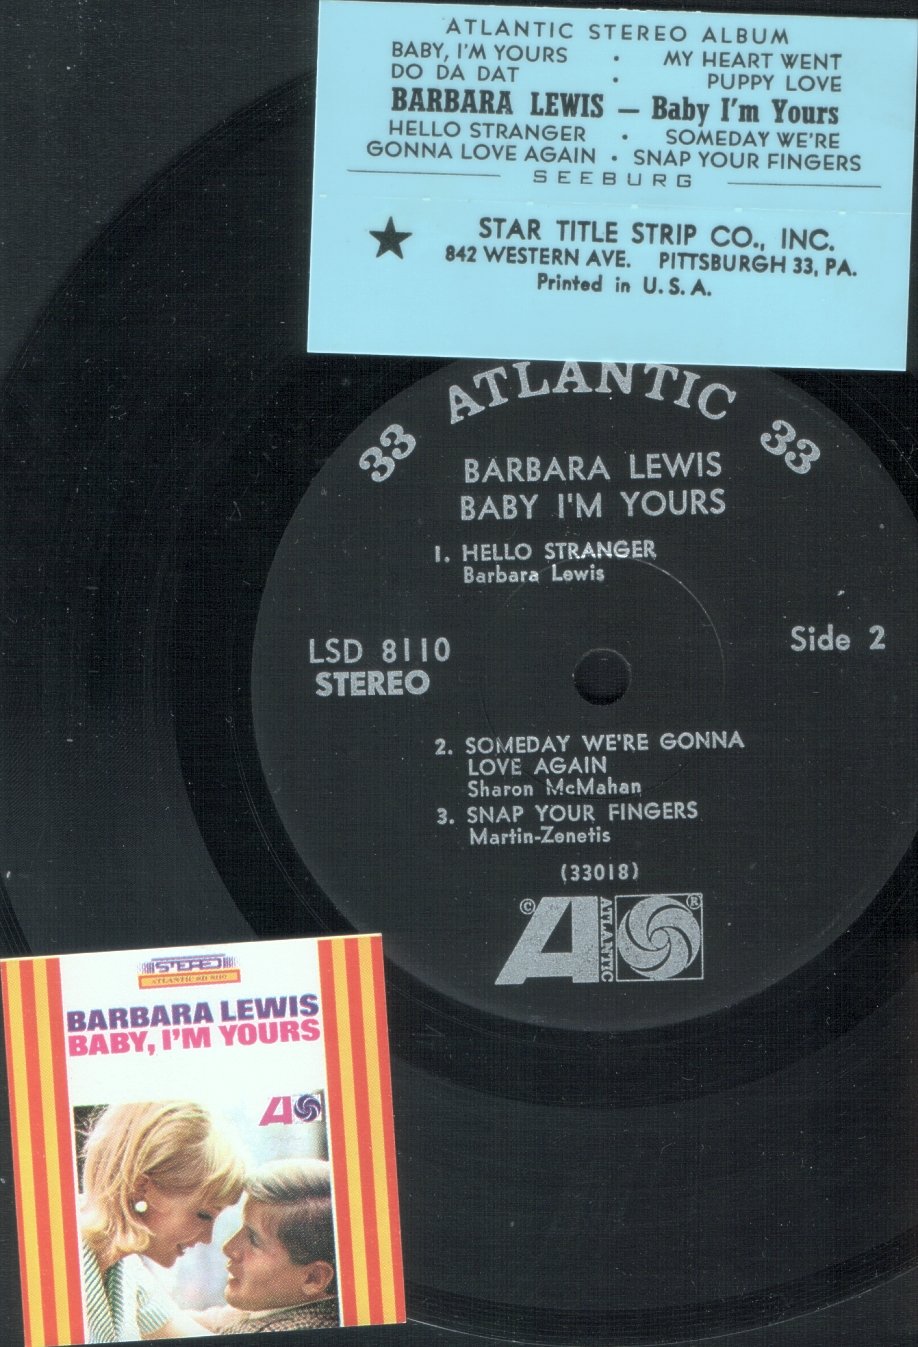 ATLANTIC STEREO ALBUM
BABY, I'M YOURS • MY HEART WENT
DO DA DAT • PUPPY LOVE
BARBARA LEWIS — Baby I'm Yours
HELLO STRANGER • SOMEDAY WE'RE
GONNA LOVE AGAIN • SNAP YOUR FINGERS
SEEBURG
STAR TITLE STRIP CO., INC.
842 WESTERN AVE. PITTSBURGH 33, PA.
Printed in U.S.A.
33 ATLANTIC 33
BARBARA LEWIS
BABY I'M YOURS
1. HELLO STRANGER
Barbara Lewis
LSD 8110
STEREO
Side 2
2. SOMEDAY WE'RE GONNA
LOVE AGAIN
Sharon McMahan
3. SNAP YOUR FINGERS
Martin-Zenetis
(33018)
© A ATLANTIC ®
STEREO
ATLANTIC SD 8110
BARBARA LEWIS
BABY, I'M YOURS
A